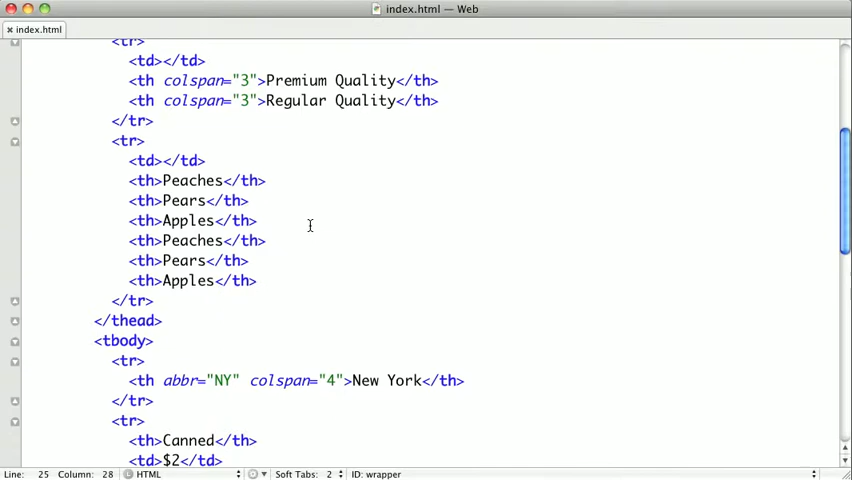 index.html — Web
index.html
<tr>
<td></td>
<th colspan="3">Premium Quality</th>
<th colspan="3">Regular Quality</th>
</tr>
<tr>
<td></td>
<th>Peaches</th>
<th>Pears</th>
<th>Apples</th>
<th>Peaches</th>
<th>Pears</th>
<th>Apples</th>
</tr>
</thead>
<tbody>
<tr>
<th abbr="NY" colspan="4">New York</th>
</tr>
<tr>
<th>Canned</th>
<td>$2</td>
Line: 25 Column: 28 HTML Soft Tabs: 2 ID: wrapper